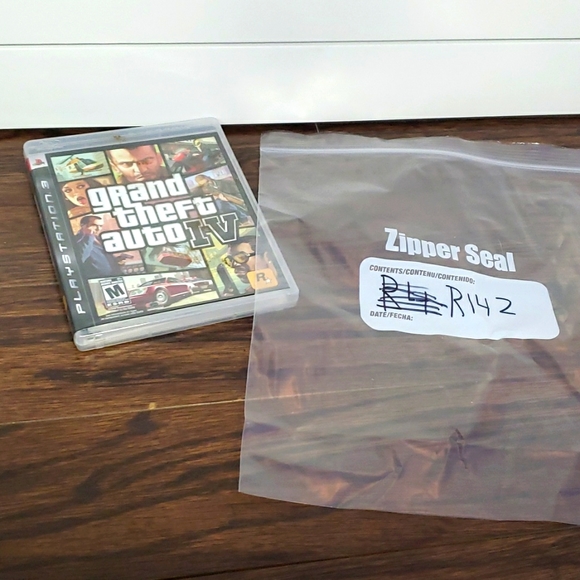 PLAYSTATION 3
grand
theft
auto IV
M
R
Zipper Seal
CONTENTS/CONTENU/CONTENIDO:
R142
DATE/FECHA: